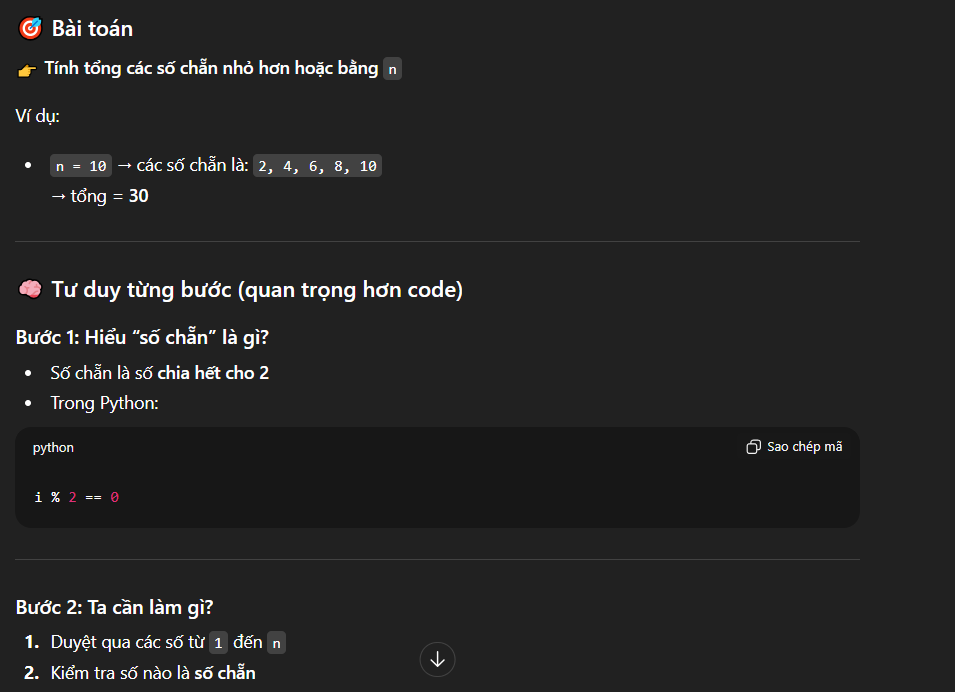 🎯 Bài toán
👉 Tính tổng các số chẵn nhỏ hơn hoặc bằng n
Ví dụ:
• n = 10 → các số chẵn là: 2, 4, 6, 8, 10
→ tổng = 30
🧠 Tư duy từng bước (quan trọng hơn code)
Bước 1: Hiểu “số chẵn” là gì?
• Số chẵn là số chia hết cho 2
• Trong Python:
python Sao chép mã
i % 2 == 0
Bước 2: Ta cần làm gì?
1. Duyệt qua các số từ 1 đến n
2. Kiểm tra số nào là số chẵn